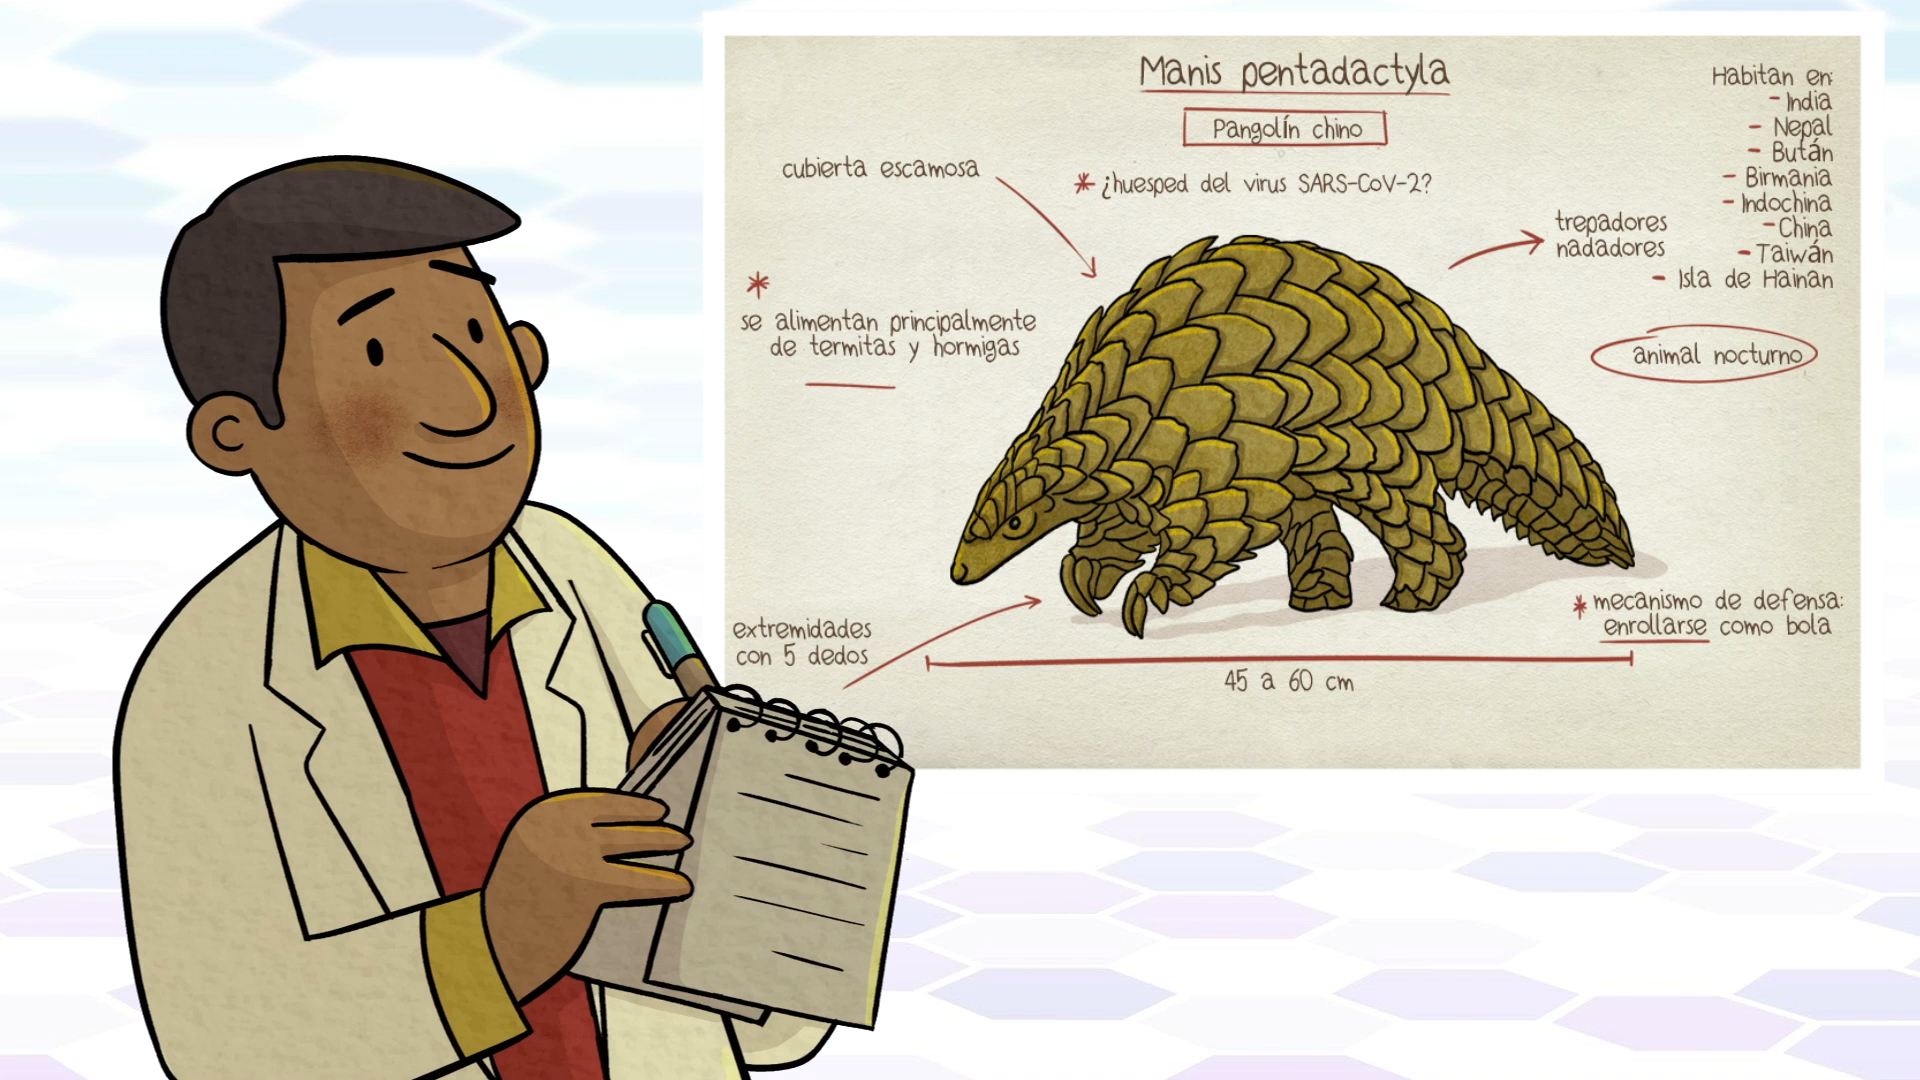 Manis pentadactyla
Pangolín chino
* ¿huesped del virus SARS-CoV-2?
cubierta escamosa
*
se alimentan principalmente
de termitas y hormigas
extremidades
con 5 dedos
45 a 60 cm
trepadores
nadadores
Habitan en:
- India
- Nepal
- Bután
- Birmania
- Indochina
- China
- Taiwán
- Isla de Hainan
animal nocturno
* mecanismo de defensa:
enrollarse como bola